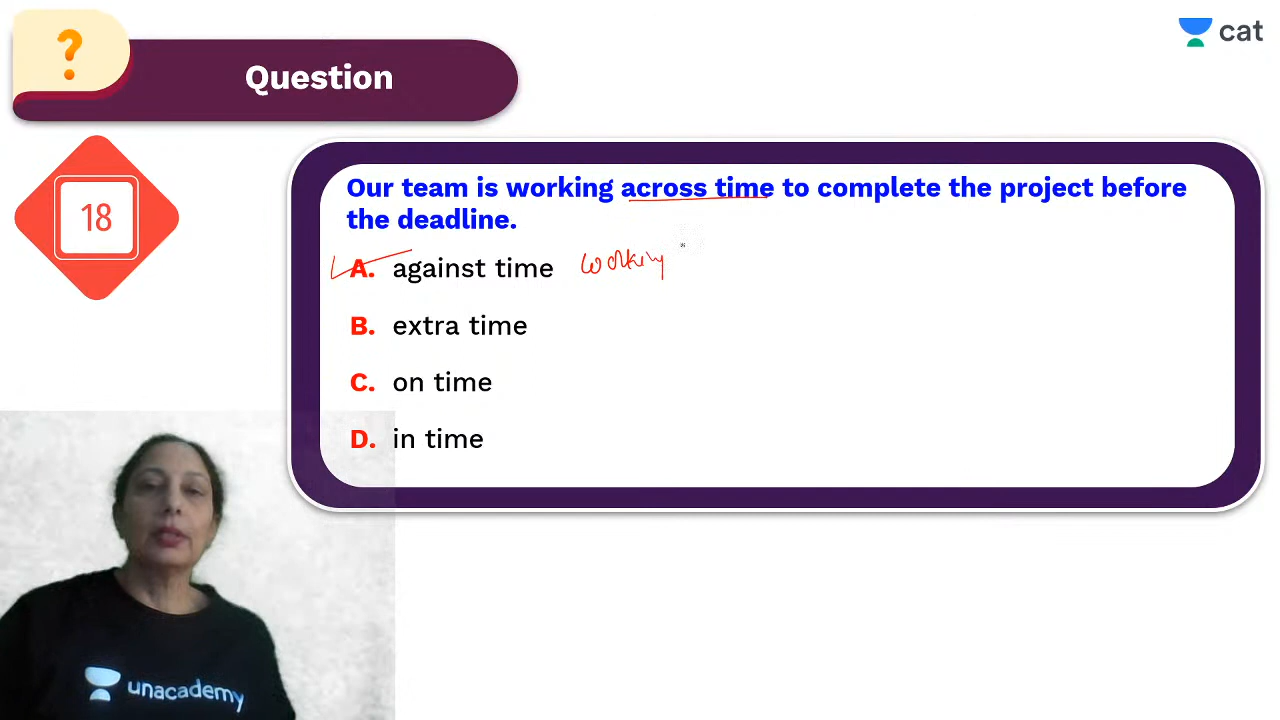 ?
Question
cat
18
Our team is working across time to complete the project before
the deadline.
A. against time working
B. extra time
C. on time
D. in time
unacademy